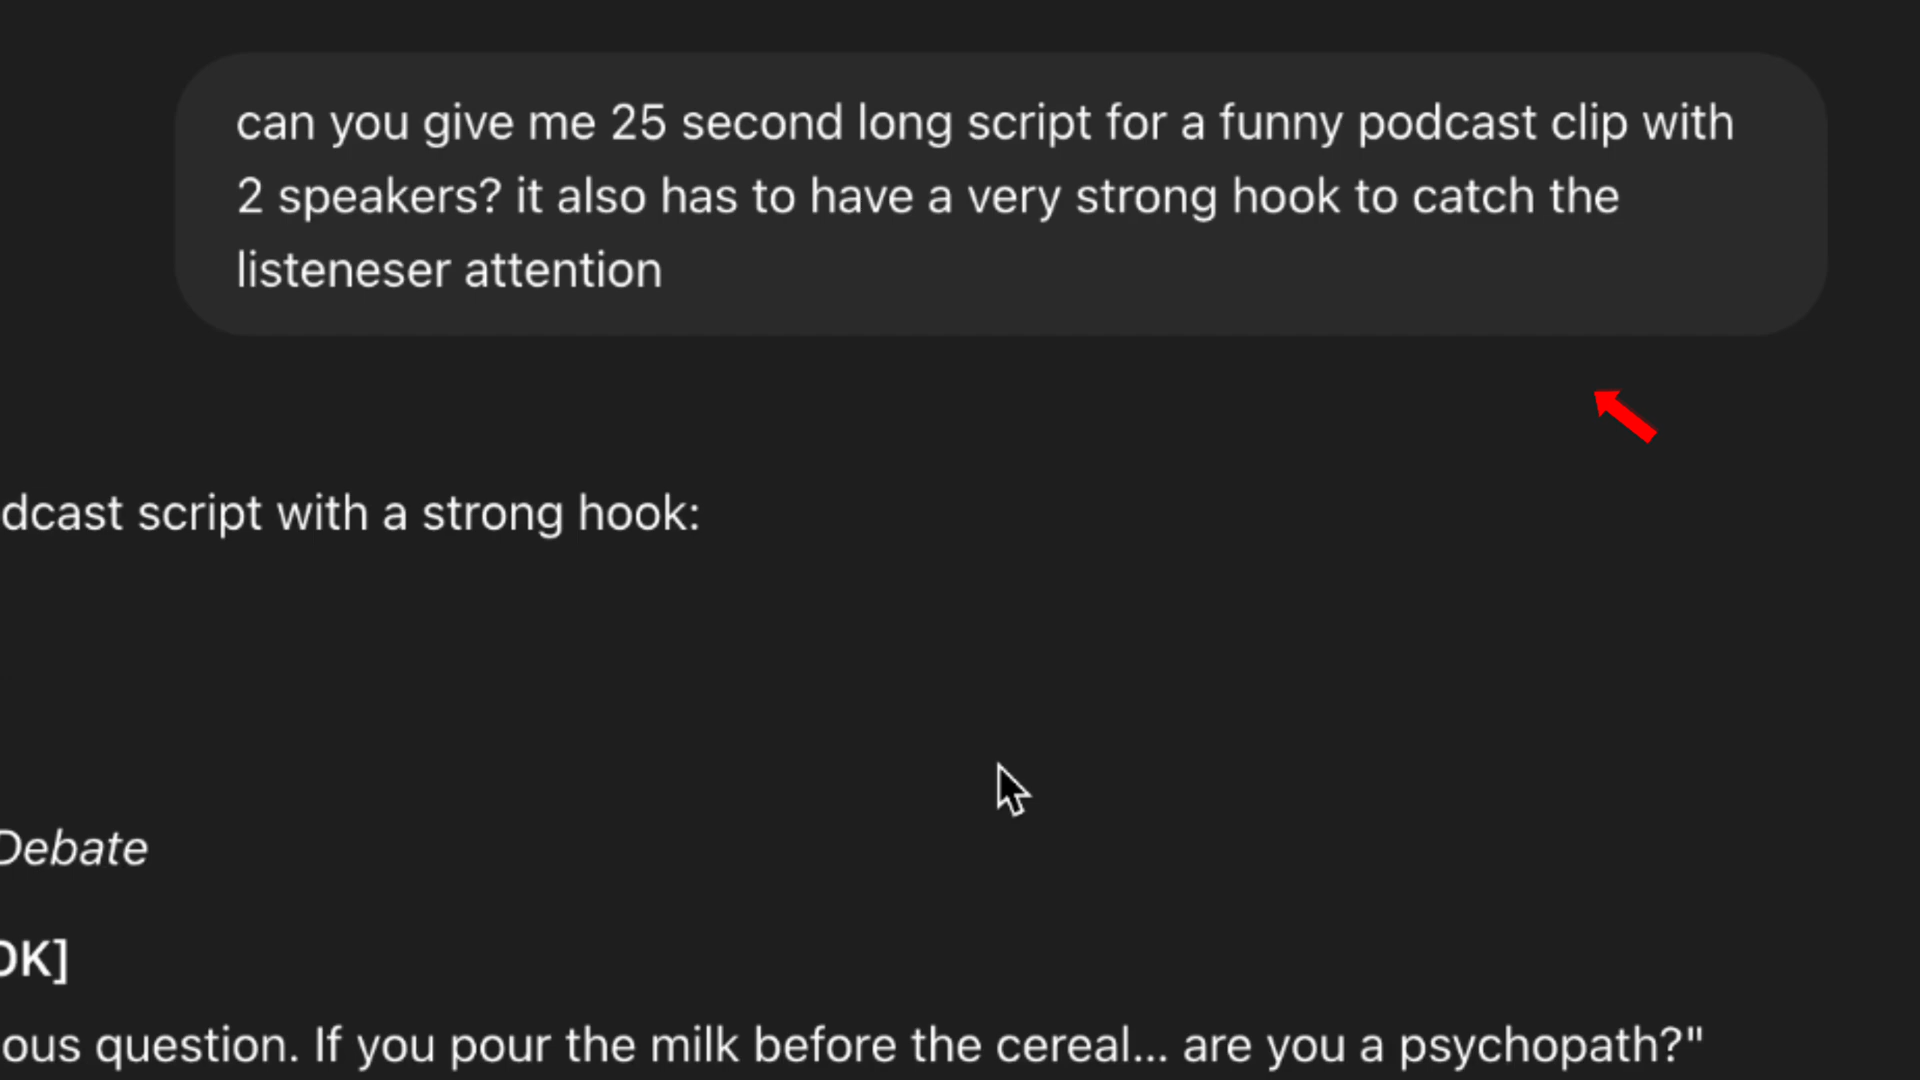 can you give me 25 second long script for a funny podcast clip with
2 speakers? it also has to have a very strong hook to catch the
listeneser attention
dcast script with a strong hook:
Debate
OK]
ous question. If you pour the milk before the cereal... are you a psychopath?"